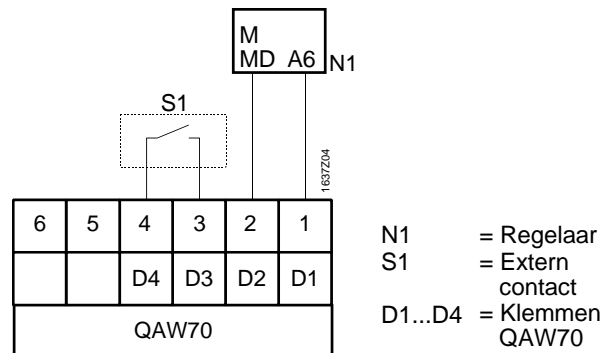 M
MD A6 N1
S1
1637Z04
6 5 4 3 2 1
D4 D3 D2 D1
QAW70
N1 = Regelaar
S1 = Extern
contact
D1...D4 = Klemmen
QAW70